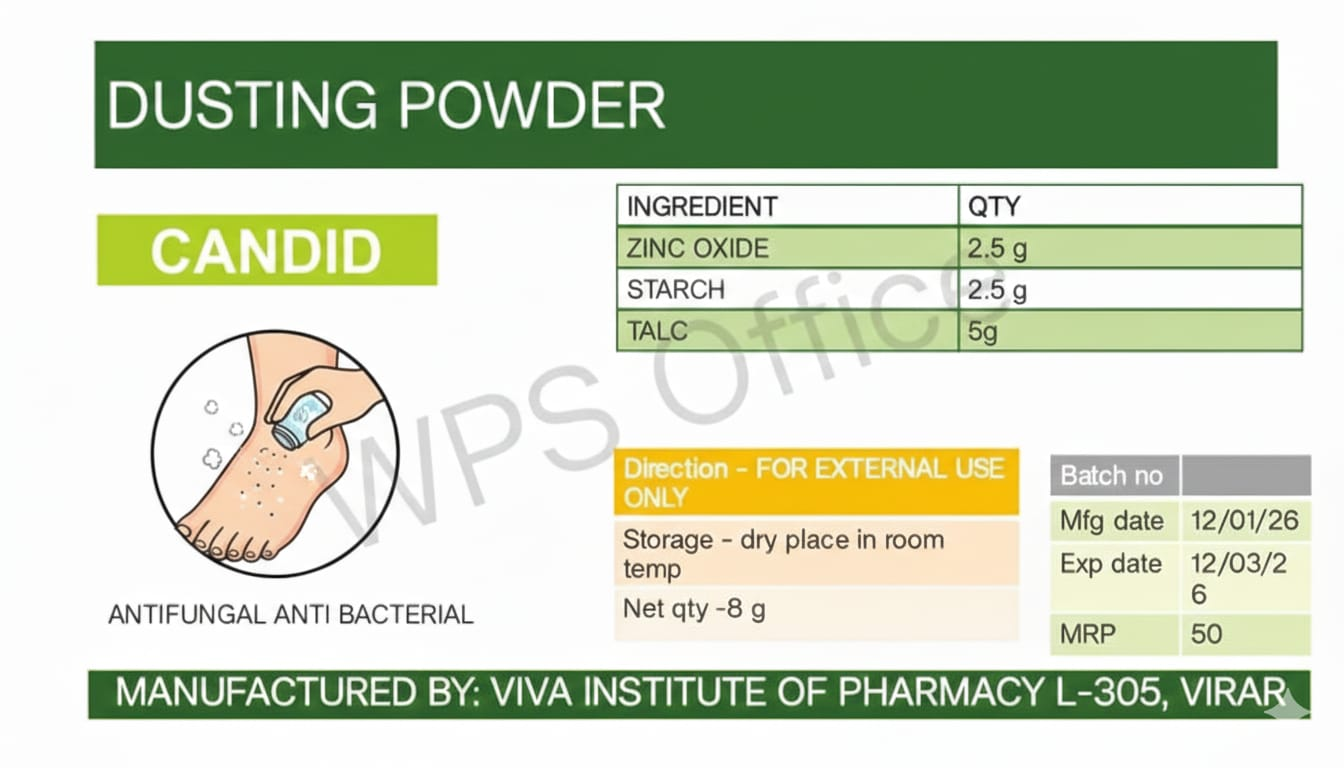 DUSTING POWDER
CANDID
INGREDIENT QTY
ZINC OXIDE 2.5 g
STARCH 2.5 g
TALC 5g
WPS Office
Direction - FOR EXTERNAL USE
ONLY
Storage - dry place in room
temp
Net qty -8 g
Batch no
Mfg date 12/01/26
Exp date 12/03/2
6
MRP 50
ANTIFUNGAL ANTI BACTERIAL
MANUFACTURED BY: VIVA INSTITUTE OF PHARMACY L-305, VIRAR